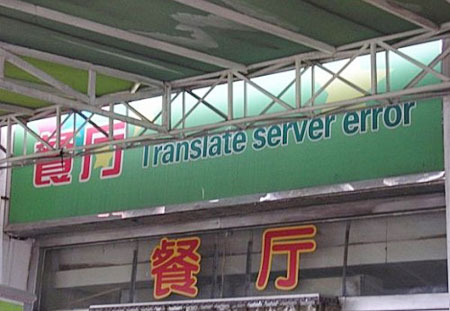 餐厅 Translate server error
餐厅